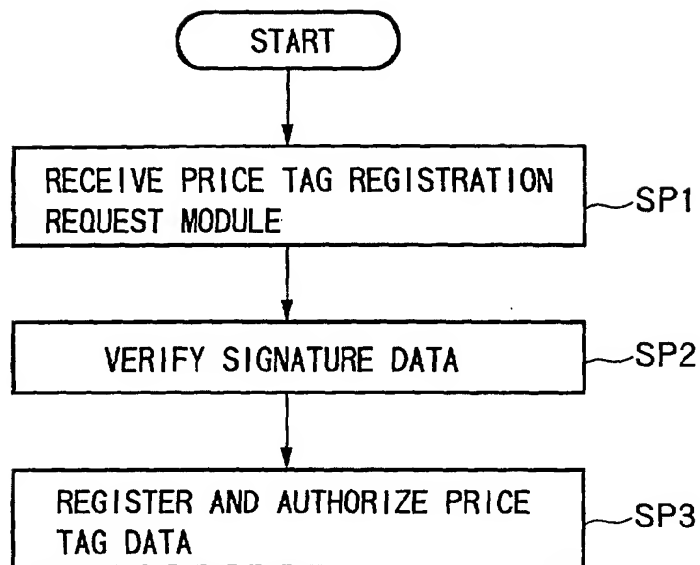 START
RECEIVE PRICE TAG REGISTRATION
REQUEST MODULE
SP1
VERIFY SIGNATURE DATA
SP2
REGISTER AND AUTHORIZE PRICE
TAG DATA
SP3